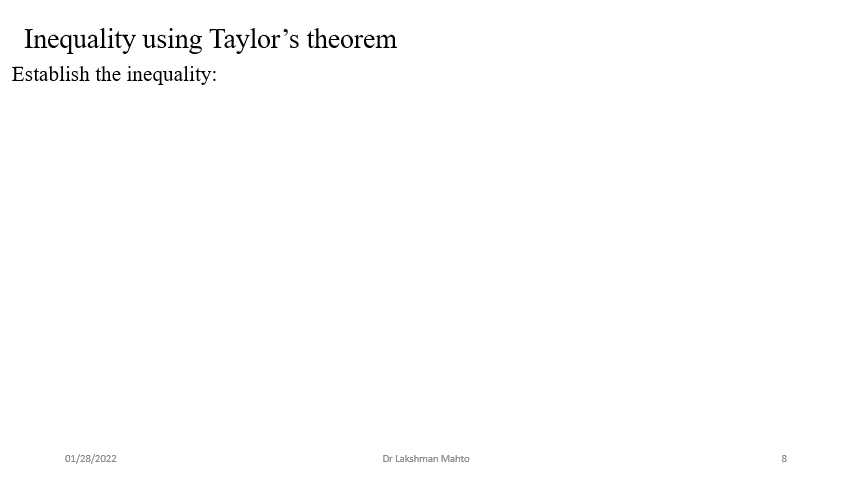 Inequality using Taylor’s theorem
Establish the inequality:
01/28/2022
Dr Lakshman Mahto
8